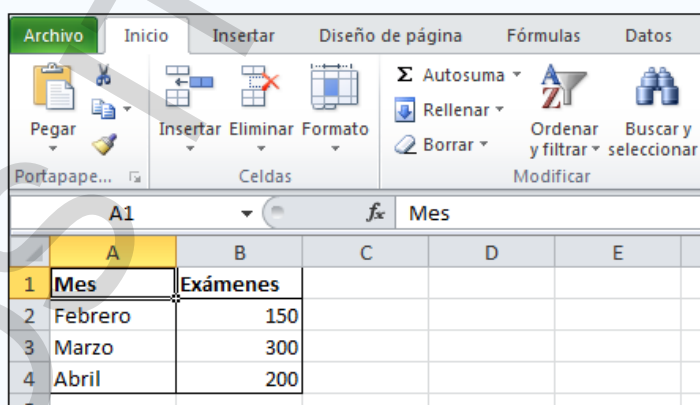 Archivo Inicio Insertar Diseño de página Fórmulas Datos
Pegar
Insertar Eliminar Formato
Σ Autosuma
Rellenar
Borrar
Ordenar y filtrar
Buscar y seleccionar
Portapape... Celdas Modificar
A1 fx Mes
A B C D E
1 Mes Exámenes
2 Febrero 150
3 Marzo 300
4 Abril 200